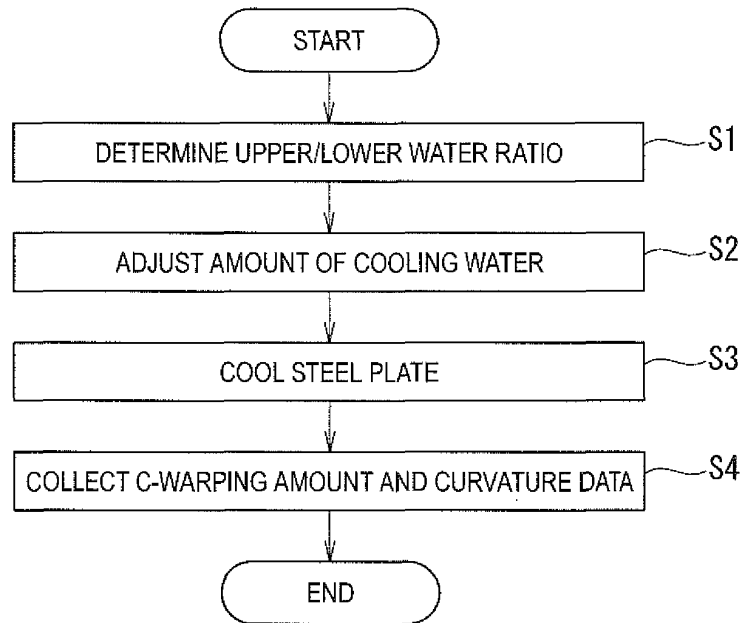 START
DETERMINE UPPER/LOWER WATER RATIO
S1
ADJUST AMOUNT OF COOLING WATER
S2
COOL STEEL PLATE
S3
COLLECT C-WARPING AMOUNT AND CURVATURE DATA
S4
END